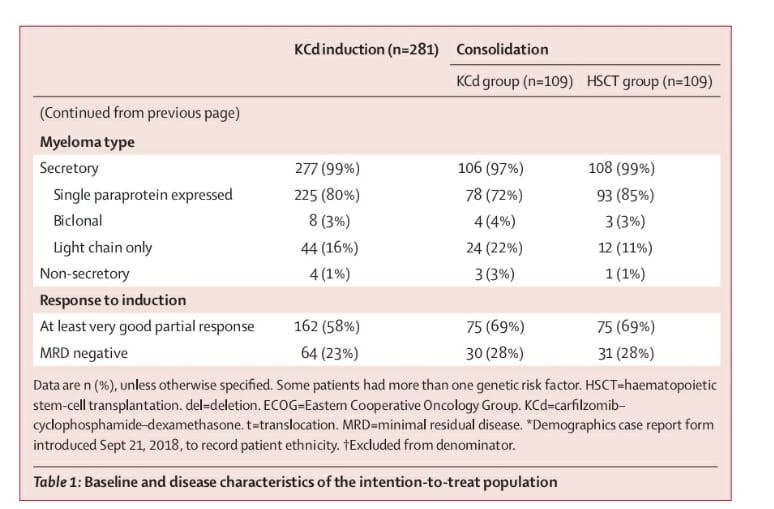 KCd induction (n=281) Consolidation
KCd group (n=109) HSCT group (n=109)
(Continued from previous page)
Myeloma type
Secretory 277 (99%) 106 (97%) 108 (99%)
Single paraprotein expressed 225 (80%) 78 (72%) 93 (85%)
Biclonal 8 (3%) 4 (4%) 3 (3%)
Light chain only 44 (16%) 24 (22%) 12 (11%)
Non-secretory 4 (1%) 3 (3%) 1 (1%)
Response to induction
At least very good partial response 162 (58%) 75 (69%) 75 (69%)
MRD negative 64 (23%) 30 (28%) 31 (28%)
Data are n (%), unless otherwise specified. Some patients had more than one genetic risk factor. HSCT=haematopoietic
stem-cell transplantation. del=deletion. ECOG=Eastern Cooperative Oncology Group. KCd=carfilzomib–
cyclophosphamide–dexamethasone. t=translocation. MRD=minimal residual disease. *Demographics case report form
introduced Sept 21, 2018, to record patient ethnicity. †Excluded from denominator.
Table 1: Baseline and disease characteristics of the intention-to-treat population